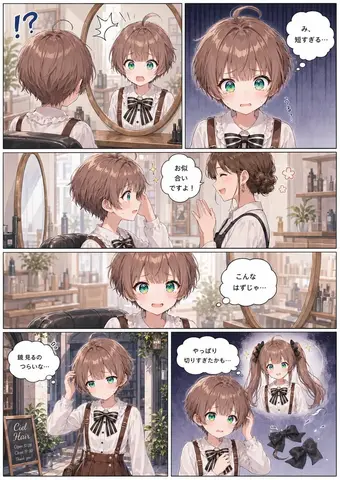 !?
み、
短すぎる…
お似
合い
ですよ！
こんな
はずじゃ…
鏡見るの
つらいな…
Cut
Hair
やっぱり
切りすぎたかも…